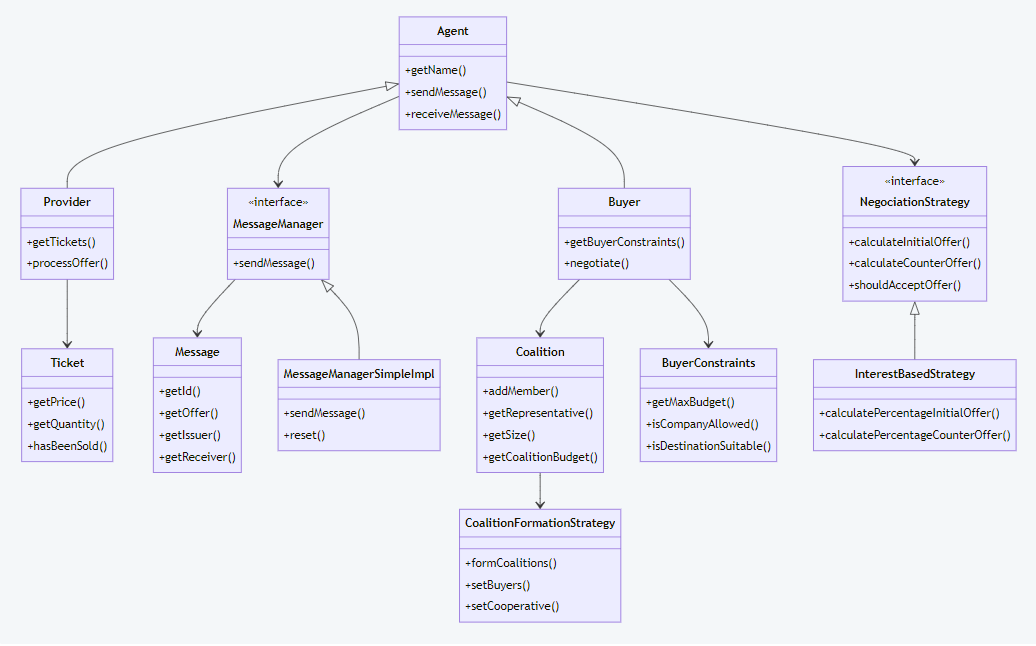 Agent
+getName()
+sendMessage()
+receiveMessage()
Provider
+getTickets()
+processOffer()
«interface»
MessageManager
+sendMessage()
Buyer
+getBuyerConstraints()
+negotiate()
«interface»
NegociationStrategy
+calculateInitialOffer()
+calculateCounterOffer()
+shouldAcceptOffer()
Ticket
+getPrice()
+getQuantity()
+hasBeenSold()
Message
+getId()
+getOffer()
+getIssuer()
+getReceiver()
MessageManagerSimpleImpl
+sendMessage()
+reset()
Coalition
+addMember()
+getRepresentative()
+getSize()
+getCoalitionBudget()
BuyerConstraints
+getMaxBudget()
+isCompanyAllowed()
+isDestinationSuitable()
InterestBasedStrategy
+calculatePercentageInitialOffer()
+calculatePercentageCounterOffer()
CoalitionFormationStrategy
+formCoalitions()
+setBuyers()
+setCooperative()